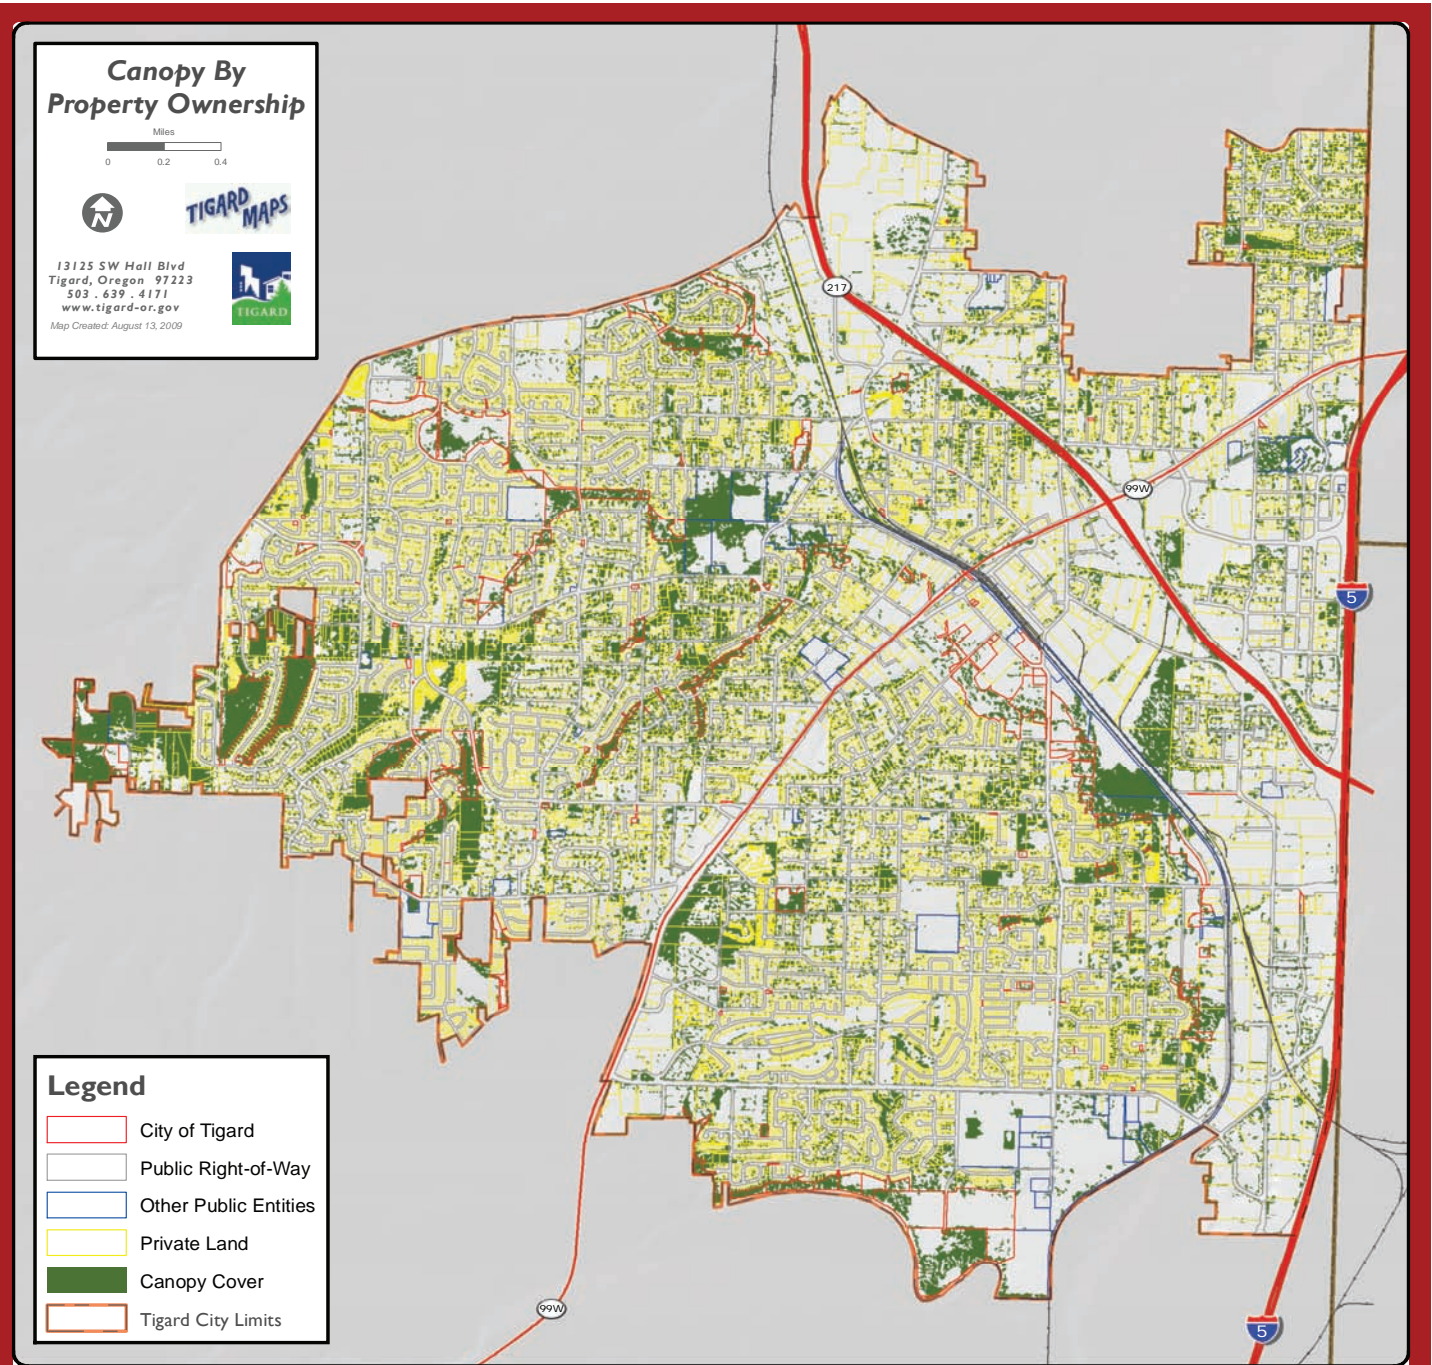 Canopy By
Property Ownership
Miles
0 0.2 0.4
N
TIGARD MAPS
13125 SW Hall Blvd
Tigard, Oregon 97223
503 . 639 . 4171
www.tigard-or.gov
Map Created: August 13, 2009
TIGARD
217
99W
5
99W
5
Legend
City of Tigard
Public Right-of-Way
Other Public Entities
Private Land
Canopy Cover
Tigard City Limits